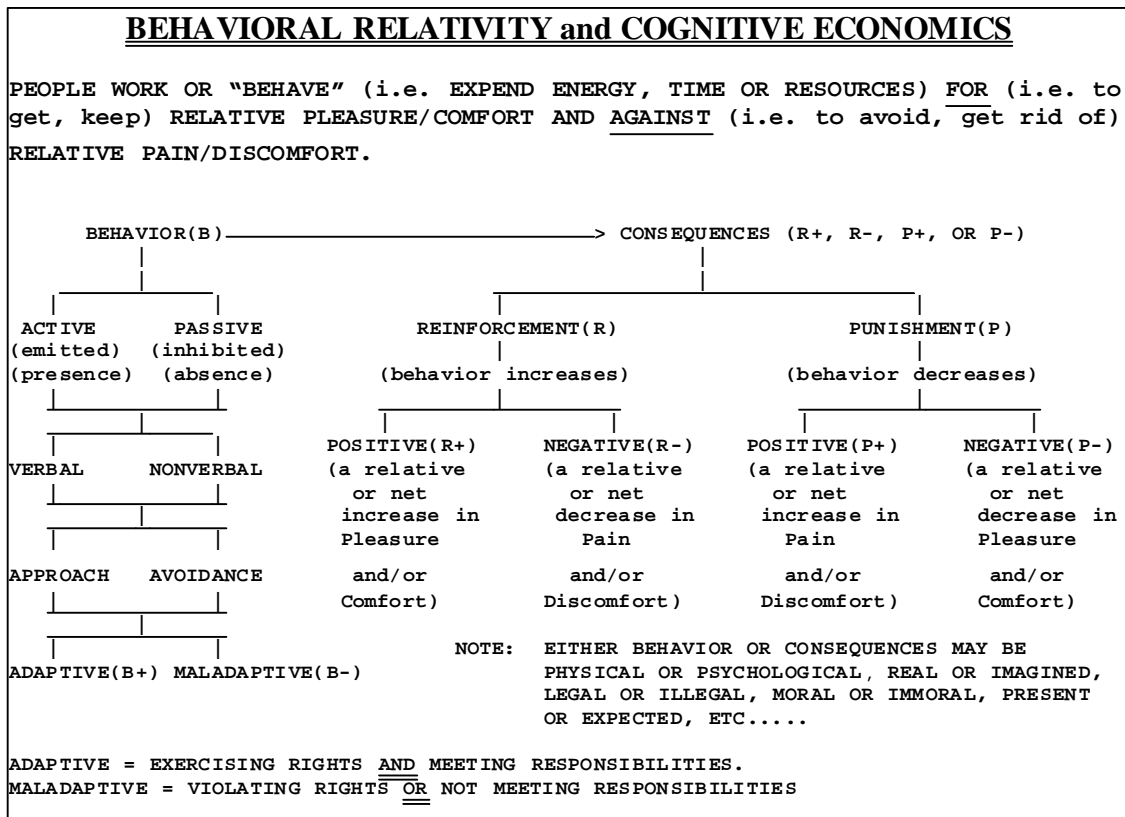 BEHAVIORAL RELATIVITY and COGNITIVE ECONOMICS
PEOPLE WORK OR “BEHAVE” (i.e. EXPEND ENERGY, TIME OR RESOURCES) FOR (i.e. to
get, keep) RELATIVE PLEASURE/COMFORT AND AGAINST (i.e. to avoid, get rid of)
RELATIVE PAIN/DISCOMFORT.
BEHAVIOR(B) > CONSEQUENCES (R+, R-, P+, OR P-)
ACTIVE PASSIVE REINFORCEMENT(R) PUNISHMENT(P)
(emitted) (inhibited)
(presence) (absence) (behavior increases) (behavior decreases)
POSITIVE(R+) NEGATIVE(R-) POSITIVE(P+) NEGATIVE(P-)
VERBAL NONVERBAL (a relative (a relative (a relative (a relative
or net or net or net or net
increase in decrease in increase in decrease in
Pleasure Pain Pain Pleasure
APPROACH AVOIDANCE and/or and/or and/or and/or
Comfort) Discomfort) Discomfort) Comfort)
NOTE: EITHER BEHAVIOR OR CONSEQUENCES MAY BE
ADAPTIVE(B+) MALADAPTIVE(B-) PHYSICAL OR PSYCHOLOGICAL, REAL OR IMAGINED,
LEGAL OR ILLEGAL, MORAL OR IMMORAL, PRESENT
OR EXPECTED, ETC.....
ADAPTIVE = EXERCISING RIGHTS AND MEETING RESPONSIBILITIES.
MALADAPTIVE = VIOLATING RIGHTS OR NOT MEETING RESPONSIBILITIES